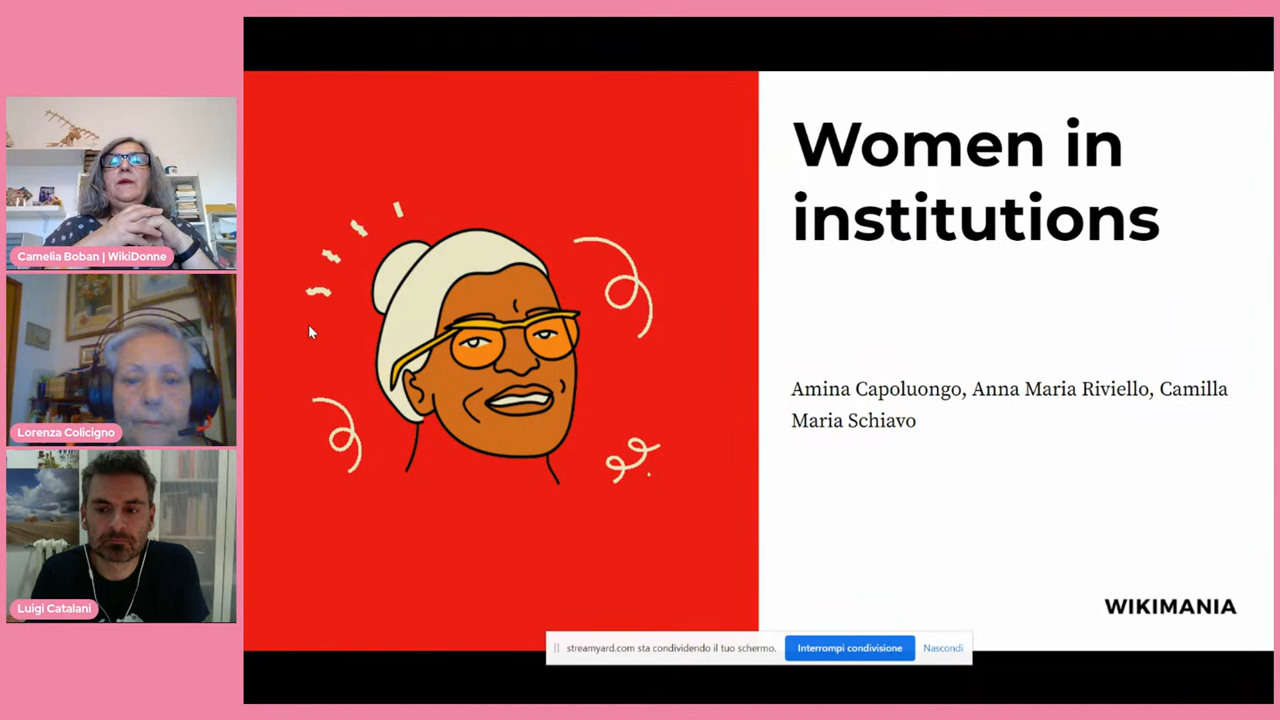 Camelia Boban | WikiDonne
Lorenza Colicigno
Luigi Catalani
Women in
institutions
Amina Capoluongo, Anna Maria Riviello, Camilla
Maria Schiavo
WIKIMANIA
streamyard.com sta condividendo il tuo schermo.
Interrompi condivisione
Nascondi